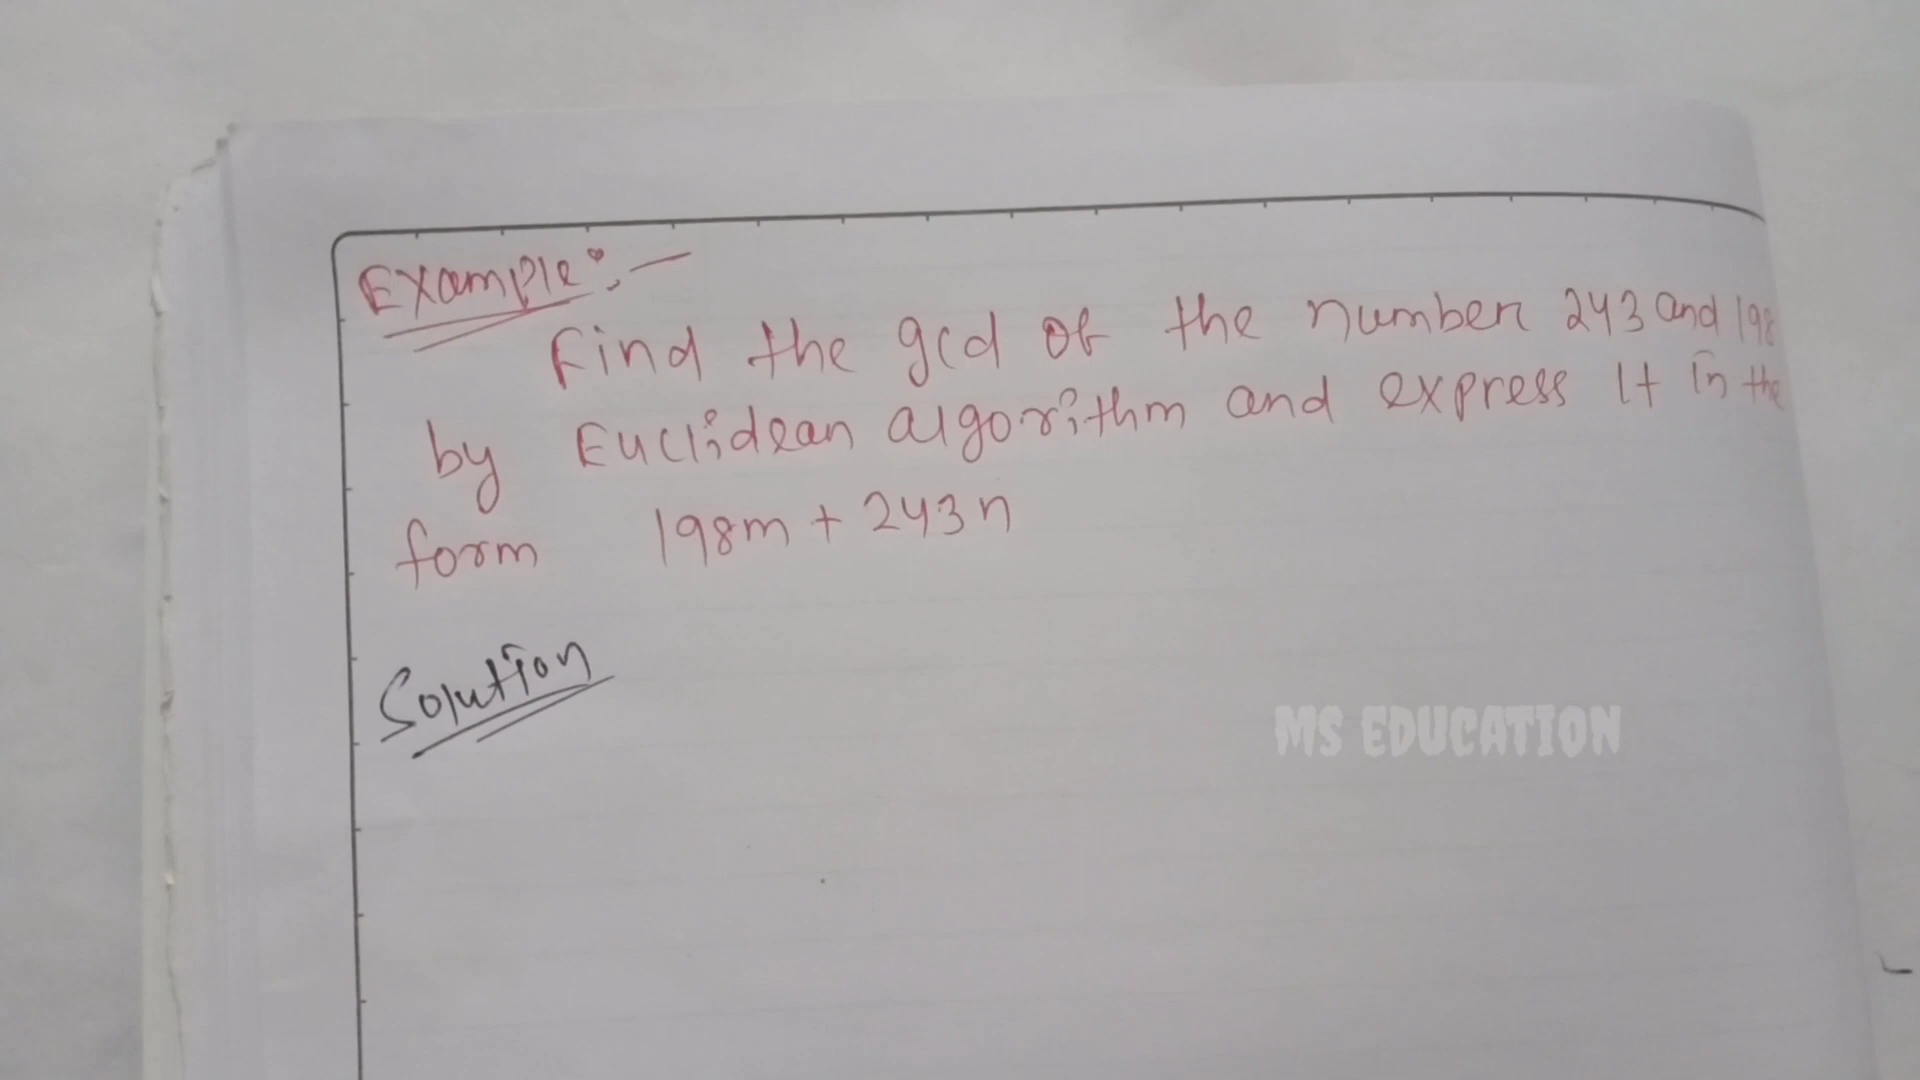 Example:-
Find the gcd of the number 243 and 198
by Euclidean algorithm and express it in the
form 198m + 243n
Solution
MS EDUCATION